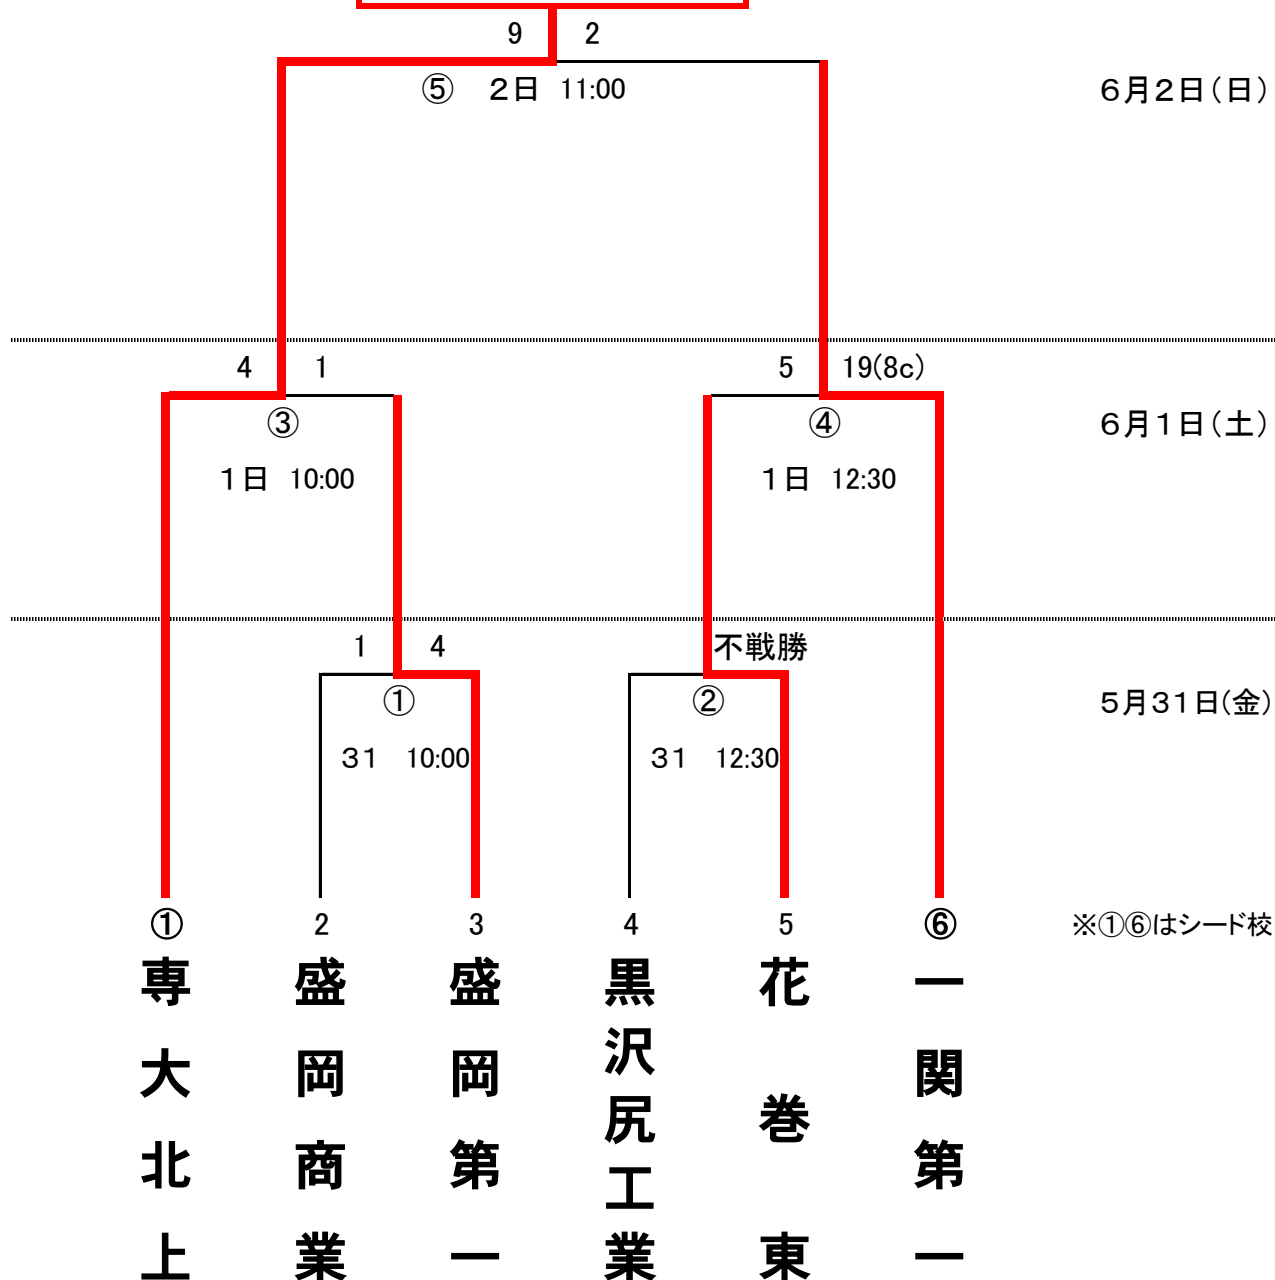 9 2
⑤ 2日 11:00 6月2日(日)
4 1 5 19(8c)
③ ④ 6月1日(土)
1日 10:00 1日 12:30
1 4 不戦勝
① ② 5月31日(金)
31 10:00 31 12:30
① 2 3 4 5 ⑥ ※①⑥はシード校
専大北上
盛岡商業
盛岡第一
黒沢尻工業
花巻東
一関第一